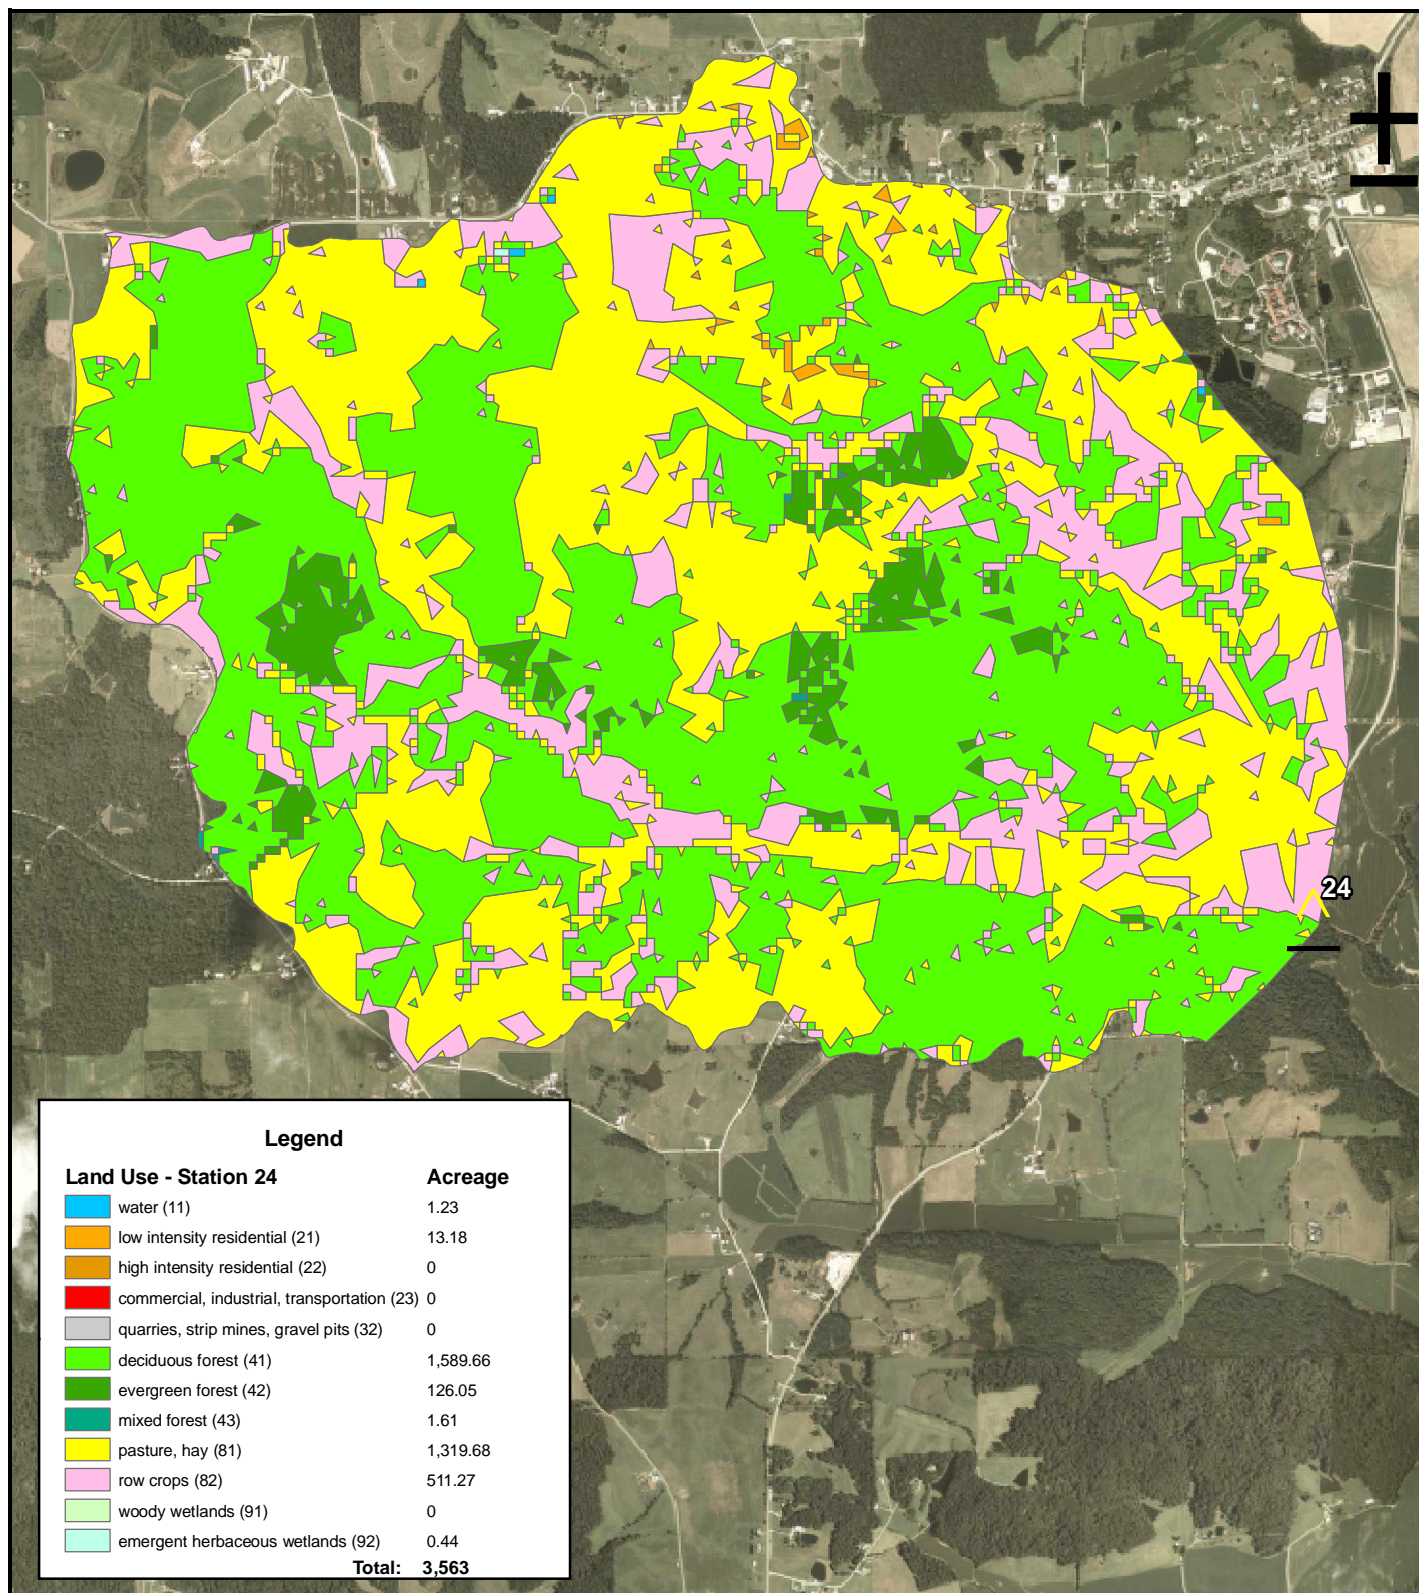 24
Legend
Land Use - Station 24 Acreage
water (11) 1.23
low intensity residential (21) 13.18
high intensity residential (22) 0
commercial, industrial, transportation (23) 0
quarries, strip mines, gravel pits (32) 0
deciduous forest (41) 1,589.66
evergreen forest (42) 126.05
mixed forest (43) 1.61
pasture, hay (81) 1,319.68
row crops (82) 511.27
woody wetlands (91) 0
emergent herbaceous wetlands (92) 0.44
Total: 3,563